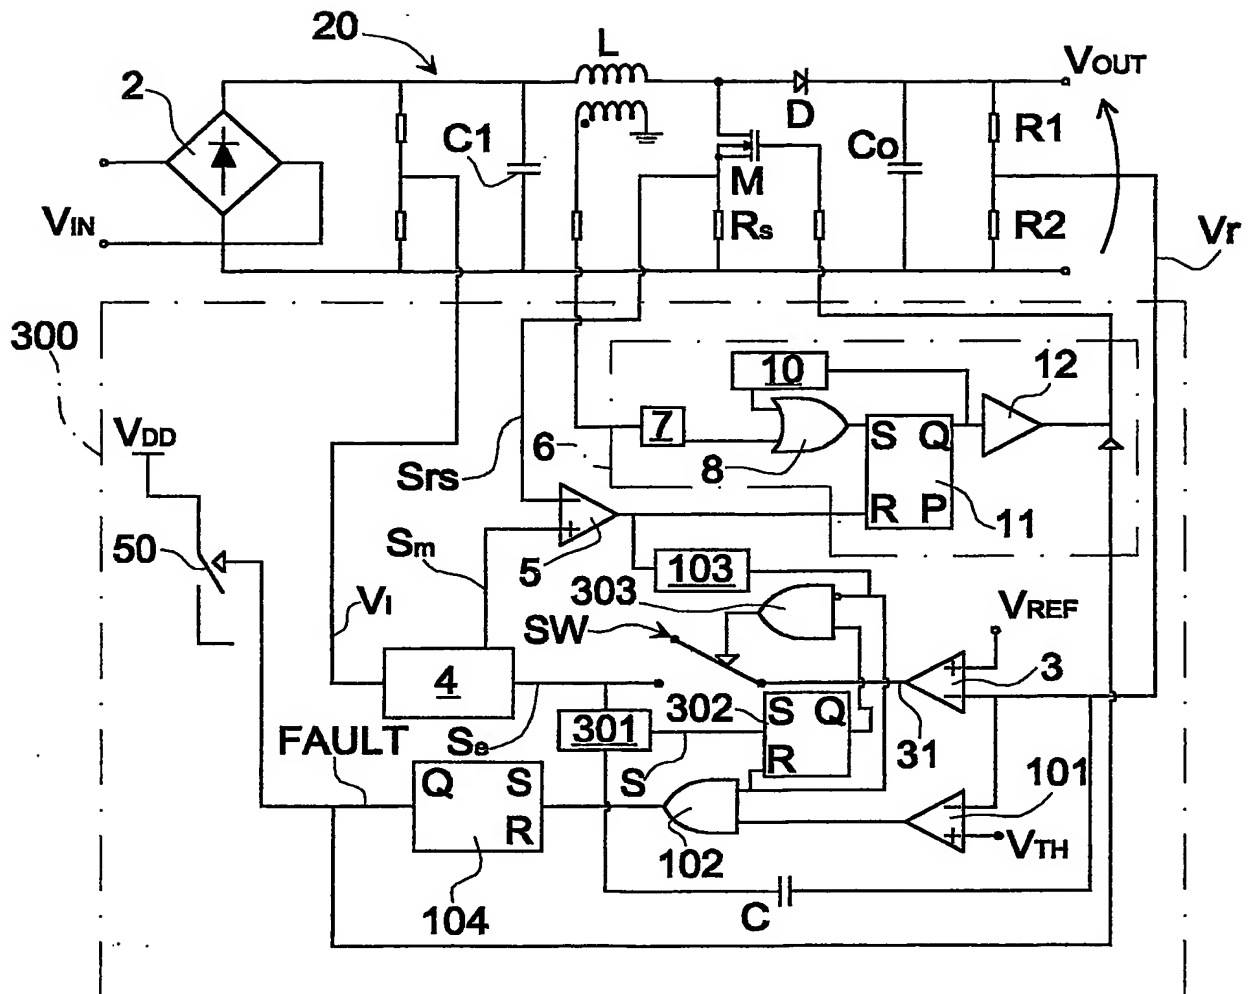 20
L
VOUT
2
C1
D
Co
R1
M
VIN
Rs
R2
Vr
300
10
12
VDD
7
S Q
6
8
Srs
R P
11
50
Sm
5
103
303
VREF
VI
SW
4
3
302
S Q
301
FAULT
Se
31
R
S
101
Q S
R
VTH
102
104
C